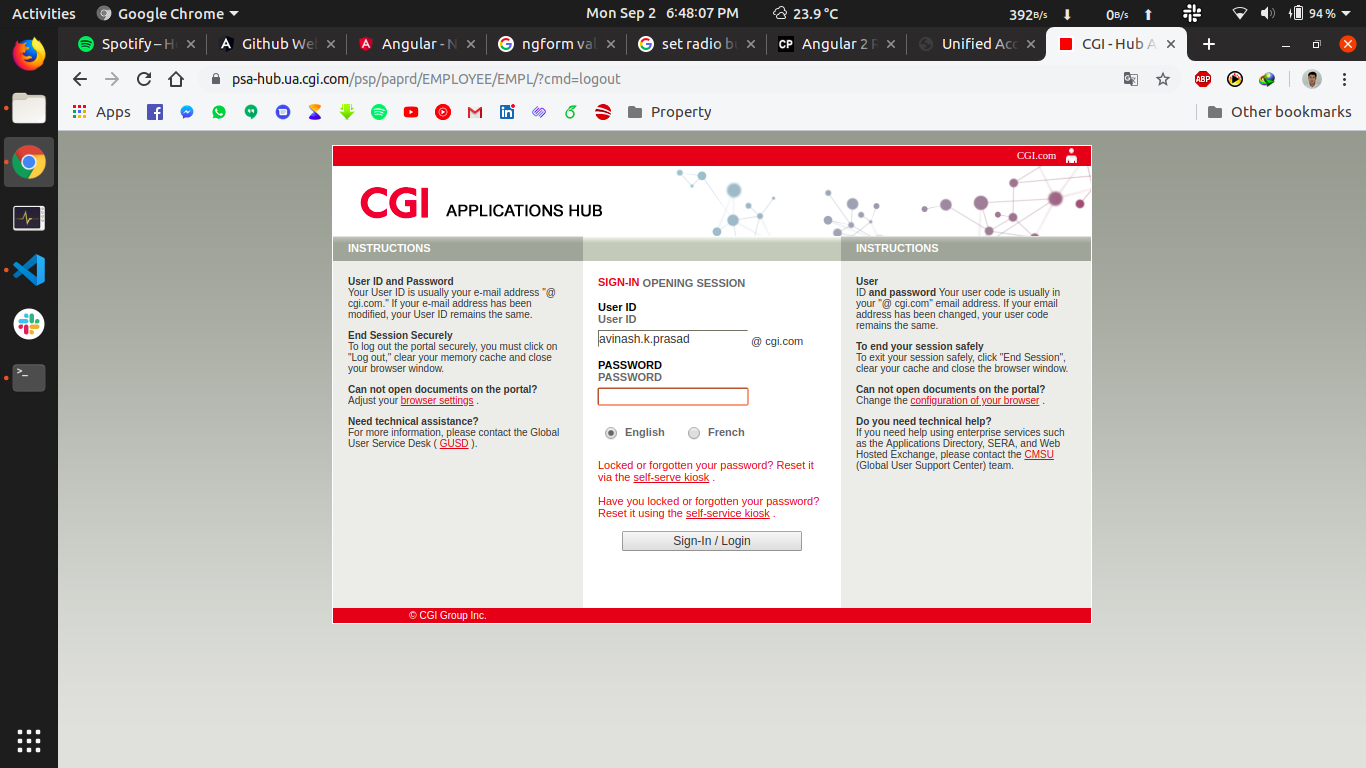 Activities
Google Chrome
Mon Sep 2 6:48:07 PM
23.9 °C
392B/s
0B/s
94 %
Spotify – H
Github We
Angular - N
ngform val
set radio b
CP Angular 2 R
Unified Acc
CGI - Hub A
psa-hub.ua.cgi.com/psp/paprd/EMPLOYEE/EMPL/?cmd=logout
ABP
Apps
Property
Other bookmarks
CGI.com
CGI APPLICATIONS HUB
INSTRUCTIONS
User ID and Password
Your User ID is usually your e-mail address "@
cgi.com." If your e-mail address has been
modified, your User ID remains the same.
End Session Securely
To log out the portal securely, you must click on
"Log out," clear your memory cache and close
your browser window.
Can not open documents on the portal?
Adjust your browser settings .
Need technical assistance?
For more information, please contact the Global
User Service Desk ( GUSD ).
SIGN-IN OPENING SESSION
User ID
User ID
avinash.k.prasad @ cgi.com
PASSWORD
PASSWORD
English French
Locked or forgotten your password? Reset it
via the self-serve kiosk .
Have you locked or forgotten your password?
Reset it using the self-service kiosk .
Sign-In / Login
INSTRUCTIONS
User
ID and password Your user code is usually in
your "@ cgi.com" email address. If your email
address has been changed, your user code
remains the same.
To end your session safely
To exit your session safely, click "End Session",
clear your cache and close the browser window.
Can not open documents on the portal?
Change the configuration of your browser .
Do you need technical help?
If you need help using enterprise services such
as the Applications Directory, SERA, and Web
Hosted Exchange, please contact the CMSU
(Global User Support Center) team.
© CGI Group Inc.